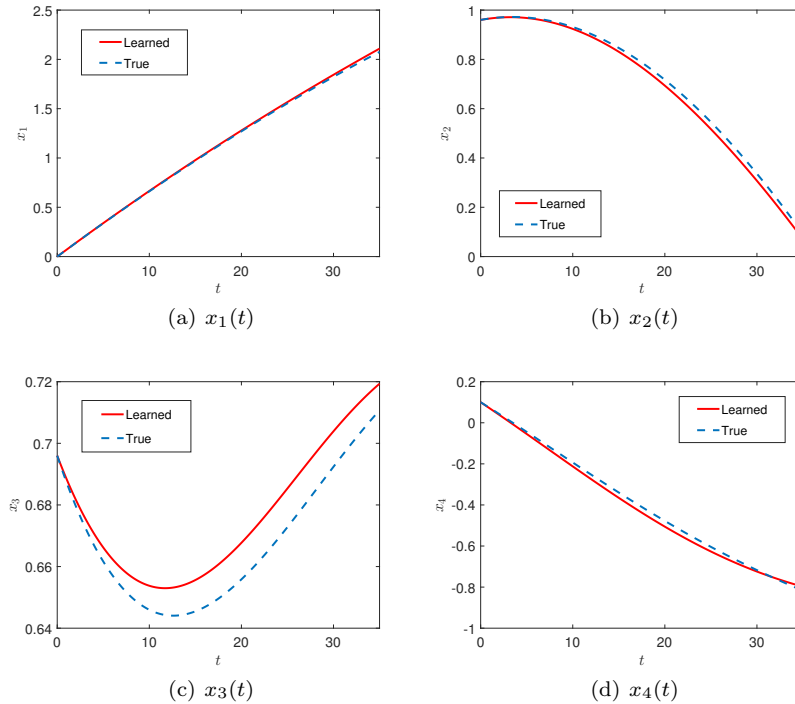 2.5
2
1.5
1
0.5
0
x1
0
10
20
30
t
Learned
True
(a) x1(t)
1
0.8
0.6
0.4
0.2
0
x2
0
10
20
30
t
Learned
True
(b) x2(t)
0.72
0.7
0.68
0.66
0.64
x3
0
10
20
30
t
Learned
True
(c) x3(t)
0.2
0
-0.2
-0.4
-0.6
-0.8
-1
x4
0
10
20
30
t
Learned
True
(d) x4(t)